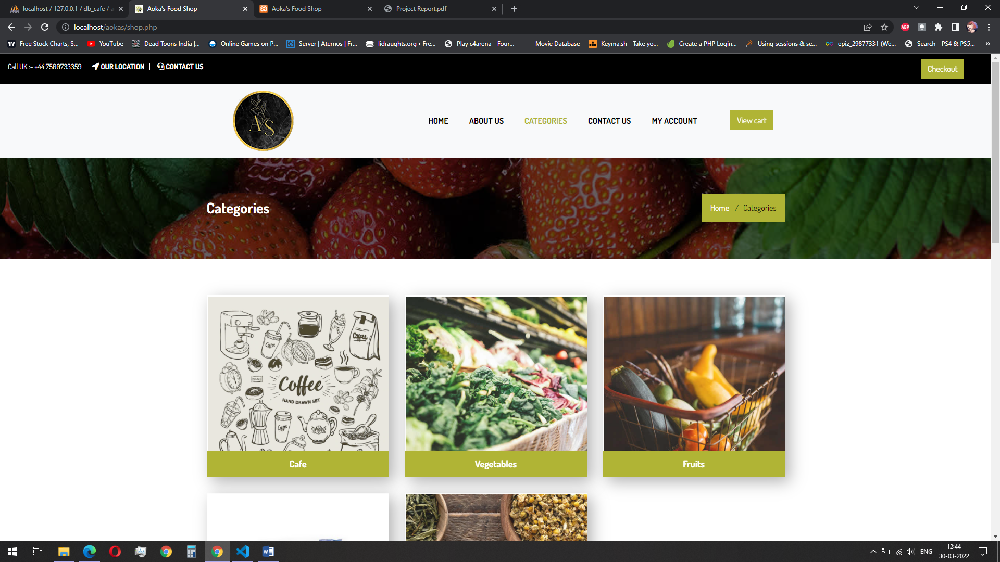 localhost / 127.0.0.1 / db_cafe / a
Aoka's Food Shop
Aoka's Food Shop
Project Report.pdf
localhost/aokas/shop.php
ABP
Free Stock Charts, S...
YouTube
Dead Toons India |...
Online Games on P...
Server | Aternos | Fr...
lidraughts.org • Fre...
Play c4arena - Four...
Movie Database
Keyma.sh - Take yo...
Create a PHP Login...
Using sessions & se...
epiz_29877331 (We...
Search - PS4 & PS5...
Call UK :- +44 7500733359
OUR LOCATION
CONTACT US
Checkout
AS
HOME
ABOUT US
CATEGORIES
CONTACT US
MY ACCOUNT
View cart
Categories
Home / Categories
Coffee
Coffee
Coffee
HAND DRAWN SET
Coffee
Cafe
Vegetables
Fruits
ENG
12:44
30-03-2022